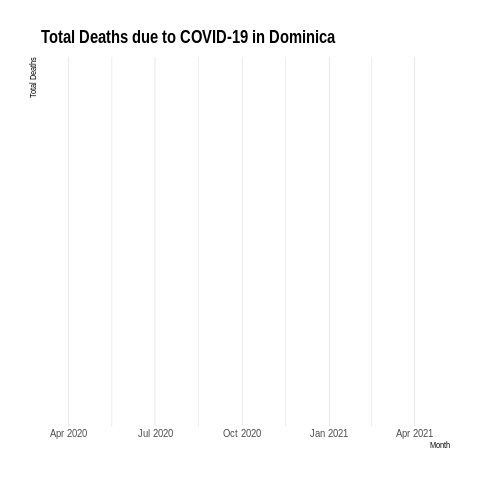 Total Deaths due to COVID-19 in Dominica
Total Deaths
Apr 2020 Jul 2020 Oct 2020 Jan 2021 Apr 2021
Month